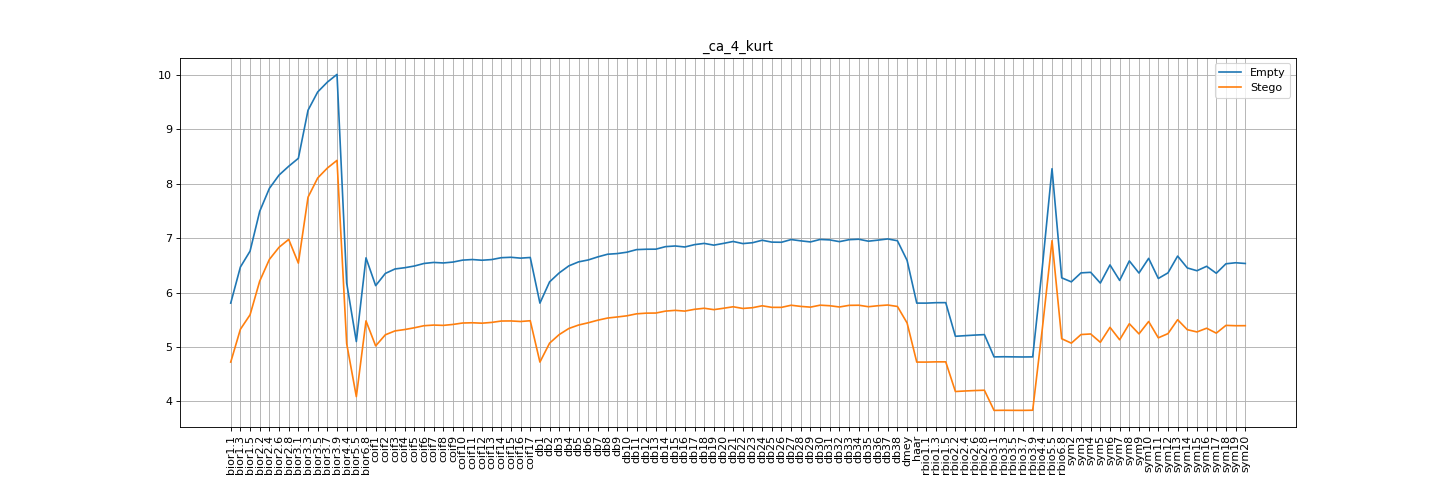 _ca_4_kurt
Empty
Stego
10
9
8
7
6
5
4
bior1.1
bior1.3
bior1.5
bior2.2
bior2.4
bior2.6
bior2.8
bior3.1
bior3.3
bior3.5
bior3.7
bior3.9
bior4.4
bior5.5
bior6.8
coif1
coif2
coif3
coif4
coif5
coif6
coif7
coif8
coif9
coif10
coif11
coif12
coif13
coif14
coif15
coif16
coif17
db1
db2
db3
db4
db5
db6
db7
db8
db9
db10
db11
db12
db13
db14
db15
db16
db17
db18
db19
db20
db21
db22
db23
db24
db25
db26
db27
db28
db29
db30
db31
db32
db33
db34
db35
db36
db37
db38
dmey
haar
rbio1.1
rbio1.3
rbio1.5
rbio2.2
rbio2.4
rbio2.6
rbio2.8
rbio3.1
rbio3.3
rbio3.5
rbio3.7
rbio3.9
rbio4.4
rbio5.5
rbio6.8
sym2
sym3
sym4
sym5
sym6
sym7
sym8
sym9
sym10
sym11
sym12
sym13
sym14
sym15
sym16
sym17
sym18
sym19
sym20